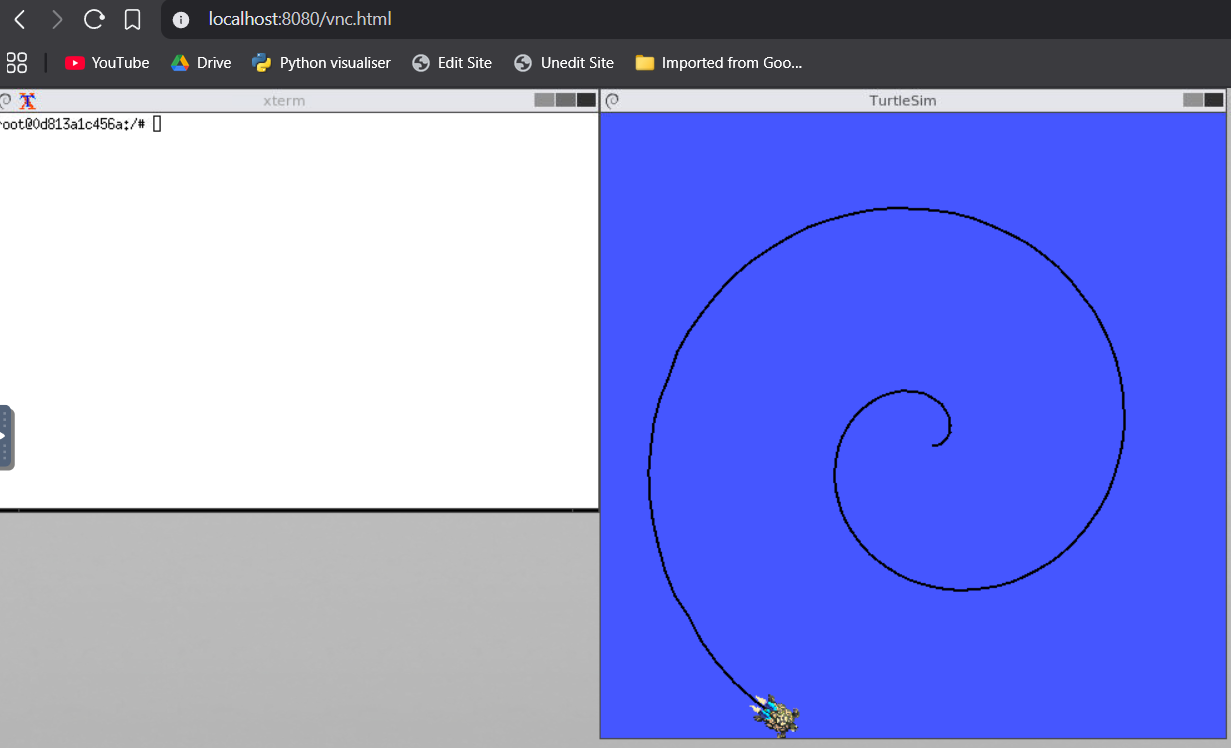 localhost:8080/vnc.html
YouTube Drive Python visualiser Edit Site Unedit Site Imported from Goo...
xterm
TurtleSim
root@0d813a1c456a:/#